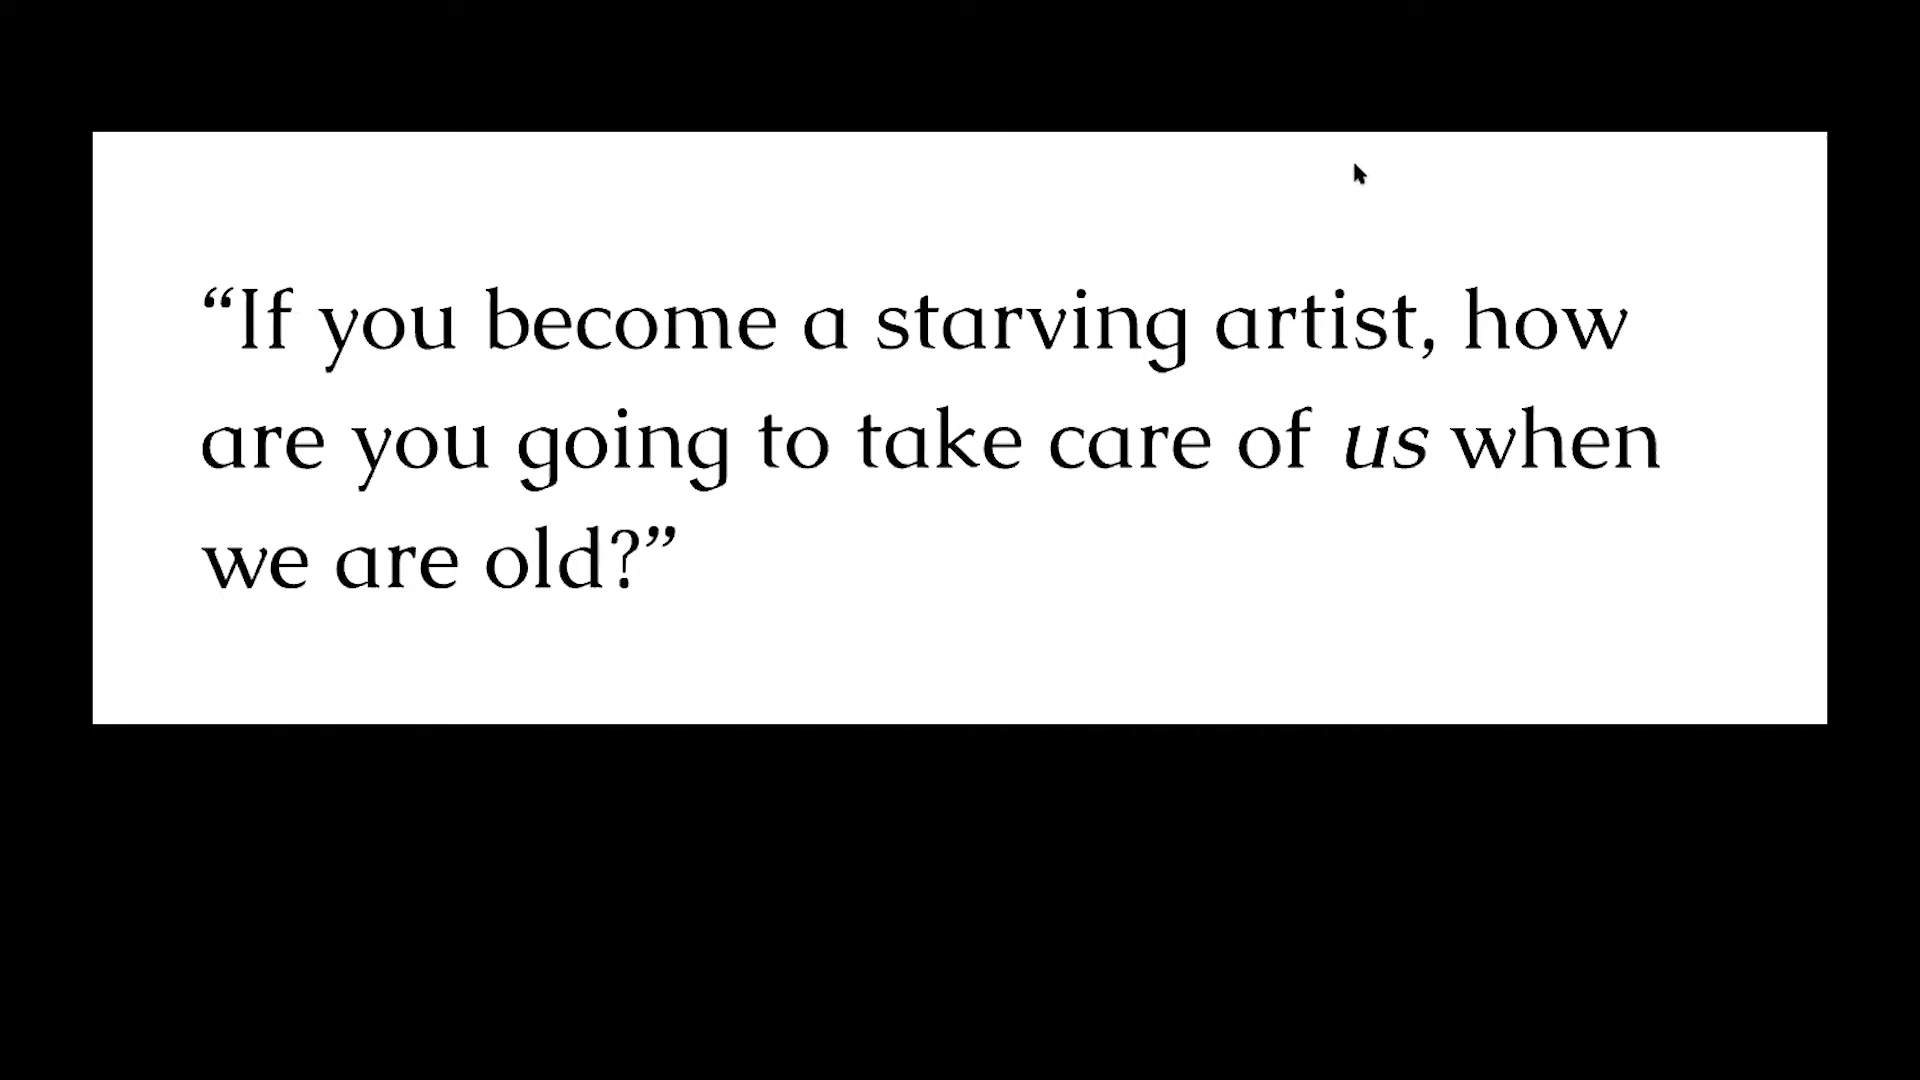 “If you become a starving artist, how
are you going to take care of us when
we are old?”